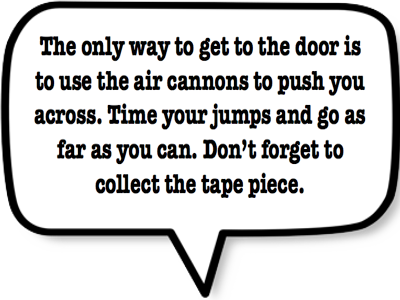 The only way to get to the door is
to use the air cannons to push you
across. Time your jumps and go as
far as you can. Don’t forget to
collect the tape piece.